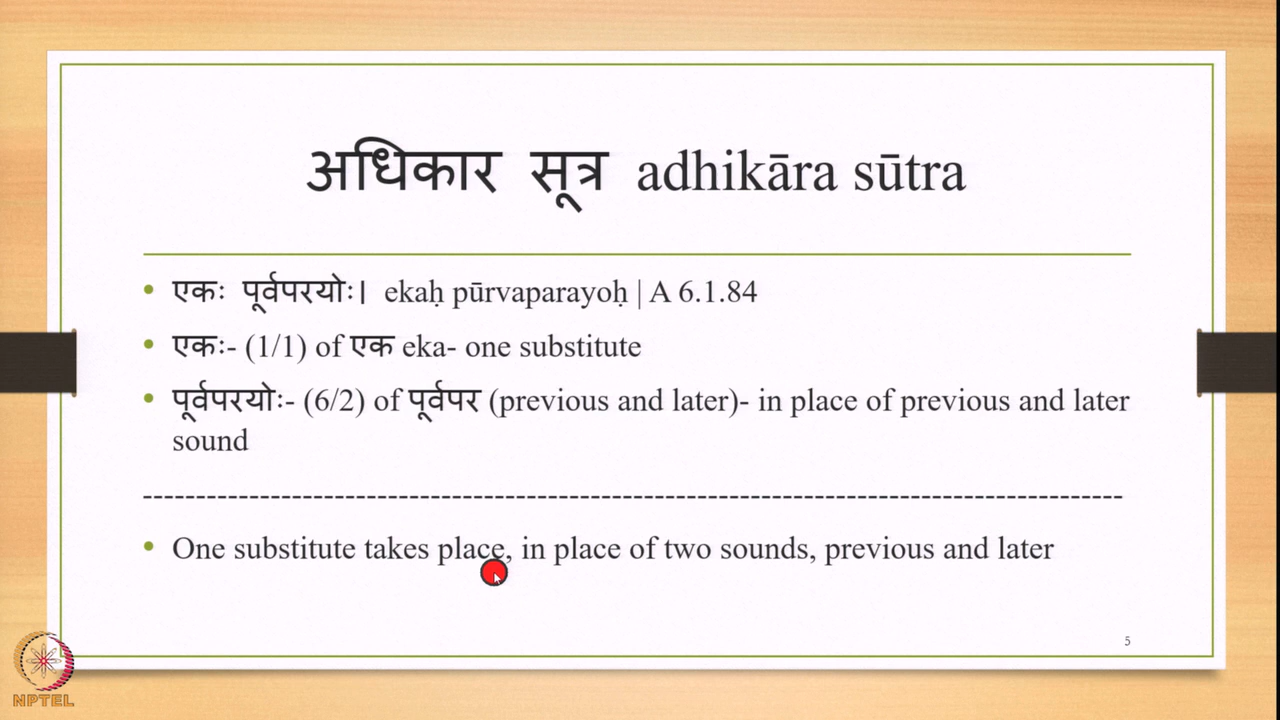 अधिकार सूत्र adhikāra sūtra
• एकः पूर्वपरयोः। ekaḥ pūrvaparayoḥ | A 6.1.84
• एकः- (1/1) of एक eka- one substitute
• पूर्वपरयोः- (6/2) of पूर्वपर (previous and later)- in place of previous and later
sound
---------------------------------------------------------------------------------------------
• One substitute takes place, in place of two sounds, previous and later
5
NPTEL